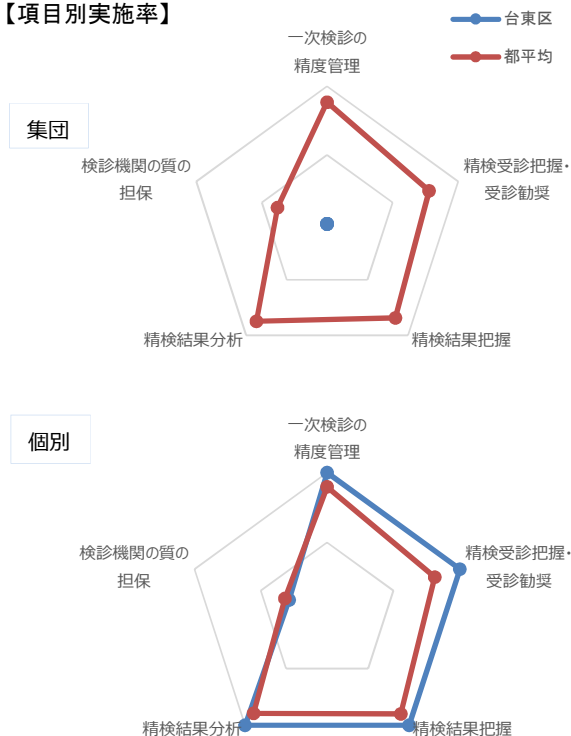 【項目別実施率】
台東区
都平均
集団
一次検診の
精度管理
精検受診把握・
受診勧奨
精検結果把握
精検結果分析
検診機関の質の
担保
個別
一次検診の
精度管理
精検受診把握・
受診勧奨
精検結果把握
精検結果分析
検診機関の質の
担保